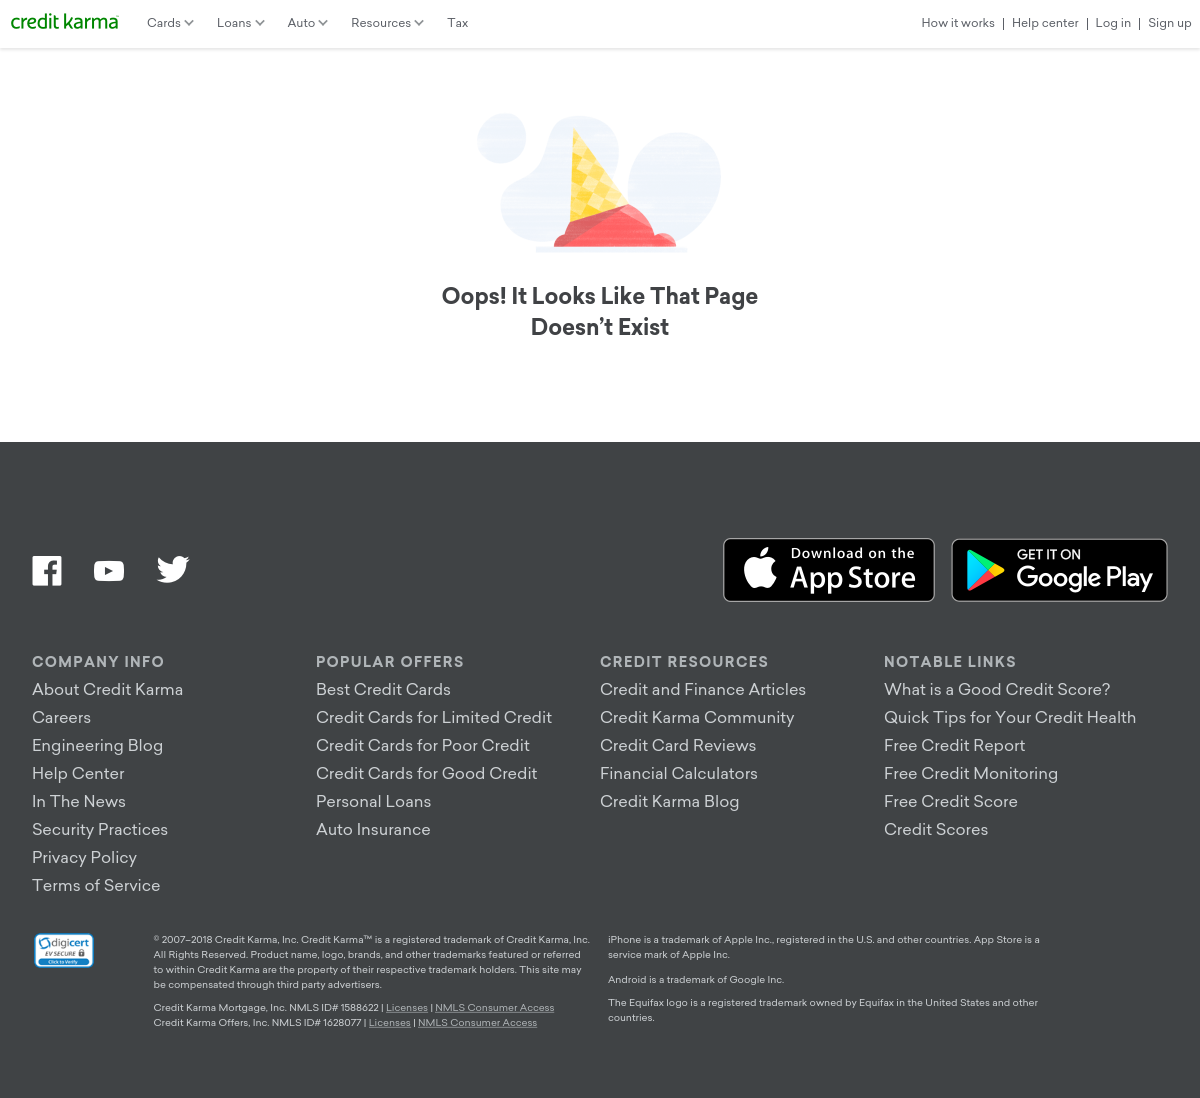 credit karma
Cards Loans Auto Resources Tax How it works | Help center | Log in | Sign up
Oops! It Looks Like That Page
Doesn’t Exist
Download on the
App Store
GET IT ON
Google Play
COMPANY INFO
About Credit Karma
Careers
Engineering Blog
Help Center
In The News
Security Practices
Privacy Policy
Terms of Service
POPULAR OFFERS
Best Credit Cards
Credit Cards for Limited Credit
Credit Cards for Poor Credit
Credit Cards for Good Credit
Personal Loans
Auto Insurance
CREDIT RESOURCES
Credit and Finance Articles
Credit Karma Community
Credit Card Reviews
Financial Calculators
Credit Karma Blog
NOTABLE LINKS
What is a Good Credit Score?
Quick Tips for Your Credit Health
Free Credit Report
Free Credit Monitoring
Free Credit Score
Credit Scores
digicert
EV SECURE
Click to Verify
© 2007–2018 Credit Karma, Inc. Credit Karma™ is a registered trademark of Credit Karma, Inc.
All Rights Reserved. Product name, logo, brands, and other trademarks featured or referred
to within Credit Karma are the property of their respective trademark holders. This site may
be compensated through third party advertisers.
Credit Karma Mortgage, Inc. NMLS ID# 1588622 | Licenses | NMLS Consumer Access
Credit Karma Offers, Inc. NMLS ID# 1628077 | Licenses | NMLS Consumer Access
iPhone is a trademark of Apple Inc., registered in the U.S. and other countries. App Store is a
service mark of Apple Inc.
Android is a trademark of Google Inc.
The Equifax logo is a registered trademark owned by Equifax in the United States and other
countries.